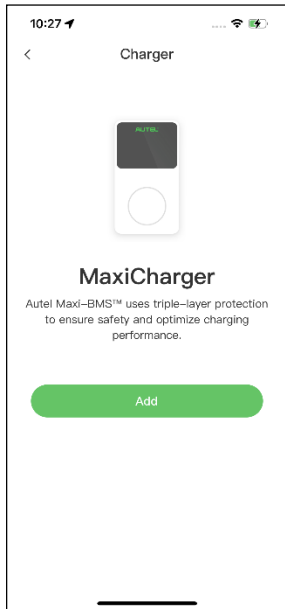 10:27
Charger
AUTEL
MaxiCharger
Autel Maxi-BMS™ uses triple-layer protection
to ensure safety and optimize charging
performance.
Add